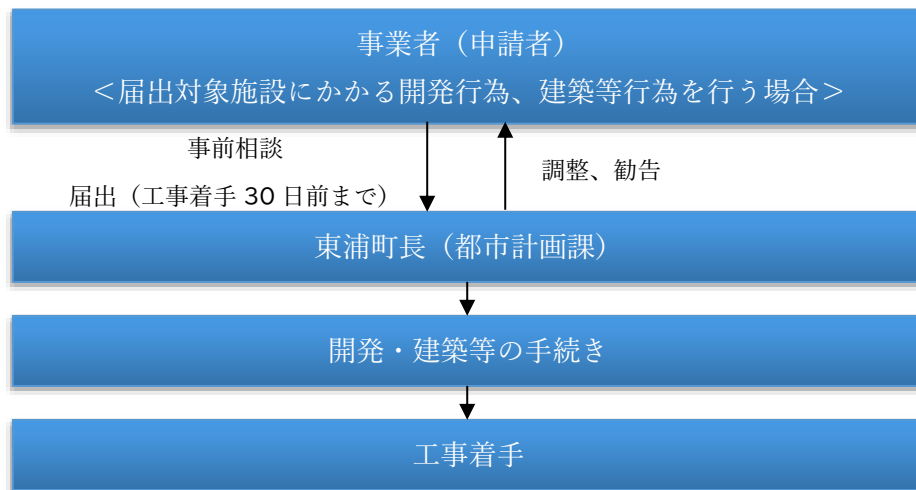 事業者（申請者）
＜届出対象施設にかかる開発行為、建築等行為を行う場合＞
事前相談
届出（工事着手 30 日前まで）
調整、勧告
東浦町長（都市計画課）
開発・建築等の手続き
工事着手